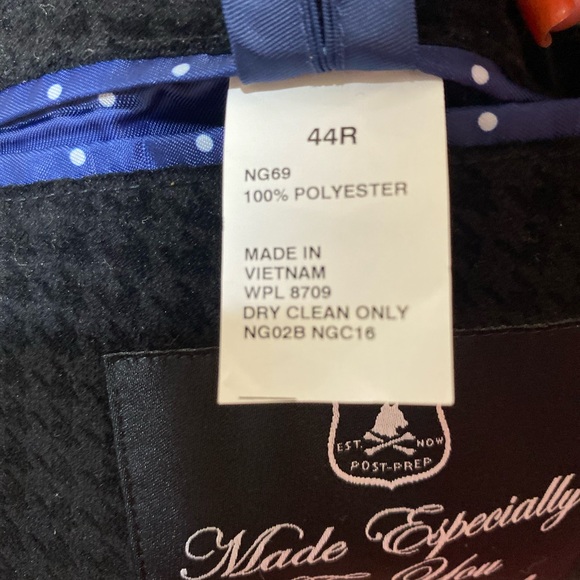 44R
NG69
100% POLYESTER
MADE IN
VIETNAM
WPL 8709
DRY CLEAN ONLY
NG02B NGC16
EST. NOW
POST-PREP
Made Especially
You